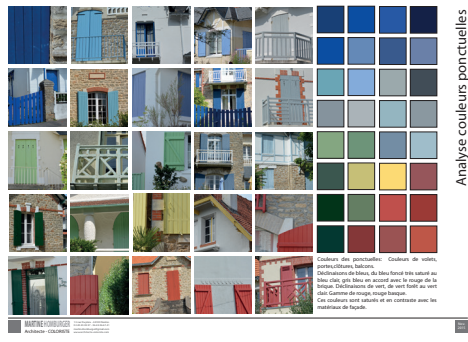 Analyse couleurs ponctuelles
Couleurs des ponctuelles: Couleurs de volets,
portes,clôtures, balcons.
Déclinaisons de bleus, du bleu foncé très saturé au
bleu clair, gris bleu en accord avec le rouge de la
brique. Déclinaisons de vert, de vert foret au vert
clair. Gamme de rouge, rouge basque.
Ces couleurs sont saturés et en contraste avec les
matériaux de façade.
MARTINE HOMBURGER
Architecte - COLORISTE